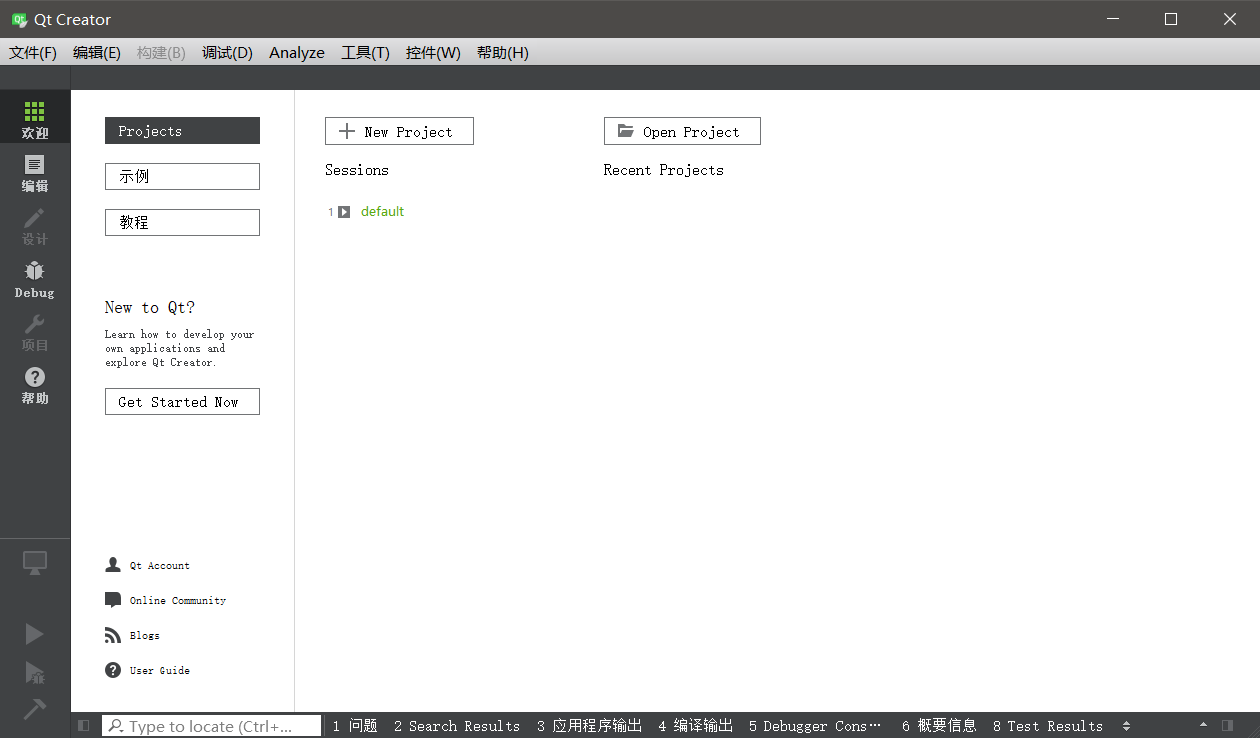 Qt Creator
文件(F) 编辑(E) 构建(B) 调试(D) Analyze 工具(T) 控件(W) 帮助(H)
欢迎
编辑
设计
Debug
项目
帮助
Projects
示例
教程
New to Qt?
Learn how to develop your
own applications and
explore Qt Creator.
Get Started Now
Qt Account
Online Community
Blogs
User Guide
New Project
Sessions
1 default
Open Project
Recent Projects
Type to locate (Ctrl+...
1 问题 2 Search Results 3 应用程序输出 4 编译输出 5 Debugger Cons… 6 概要信息 8 Test Results